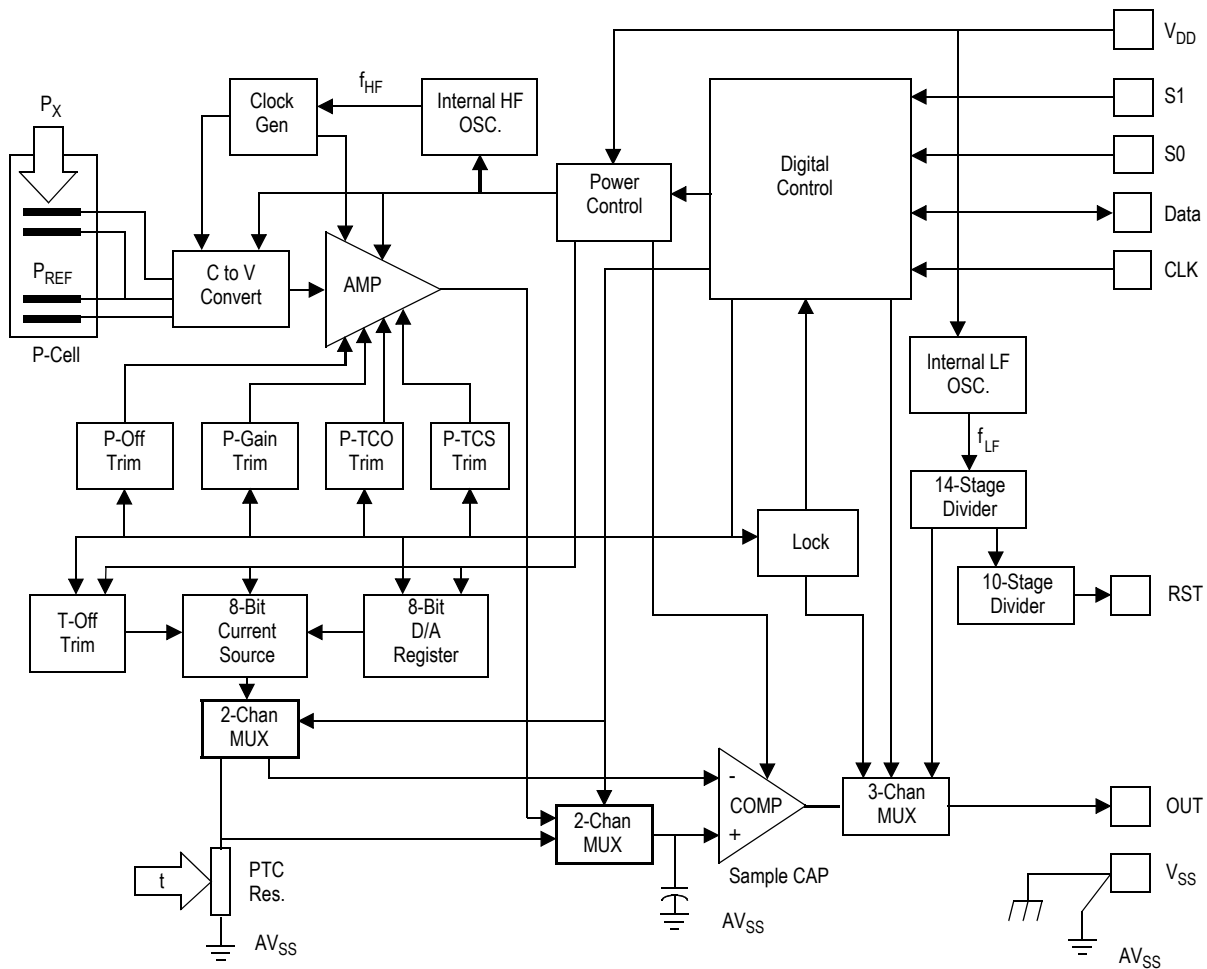 V_DD
f_HF
S1
Clock
Gen
Internal HF
OSC.
P_X
Digital
Control
S0
Power
Control
Data
P_REF
C to V
Convert
AMP
CLK
P-Cell
Internal LF
OSC.
f_LF
P-Off
Trim
P-Gain
Trim
P-TCO
Trim
P-TCS
Trim
14-Stage
Divider
Lock
10-Stage
Divider
RST
T-Off
Trim
8-Bit
Current
Source
8-Bit
D/A
Register
2-Chan
MUX
-
COMP
+
3-Chan
MUX
OUT
2-Chan
MUX
t
PTC
Res.
Sample CAP
V_SS
AV_SS
AV_SS
AV_SS